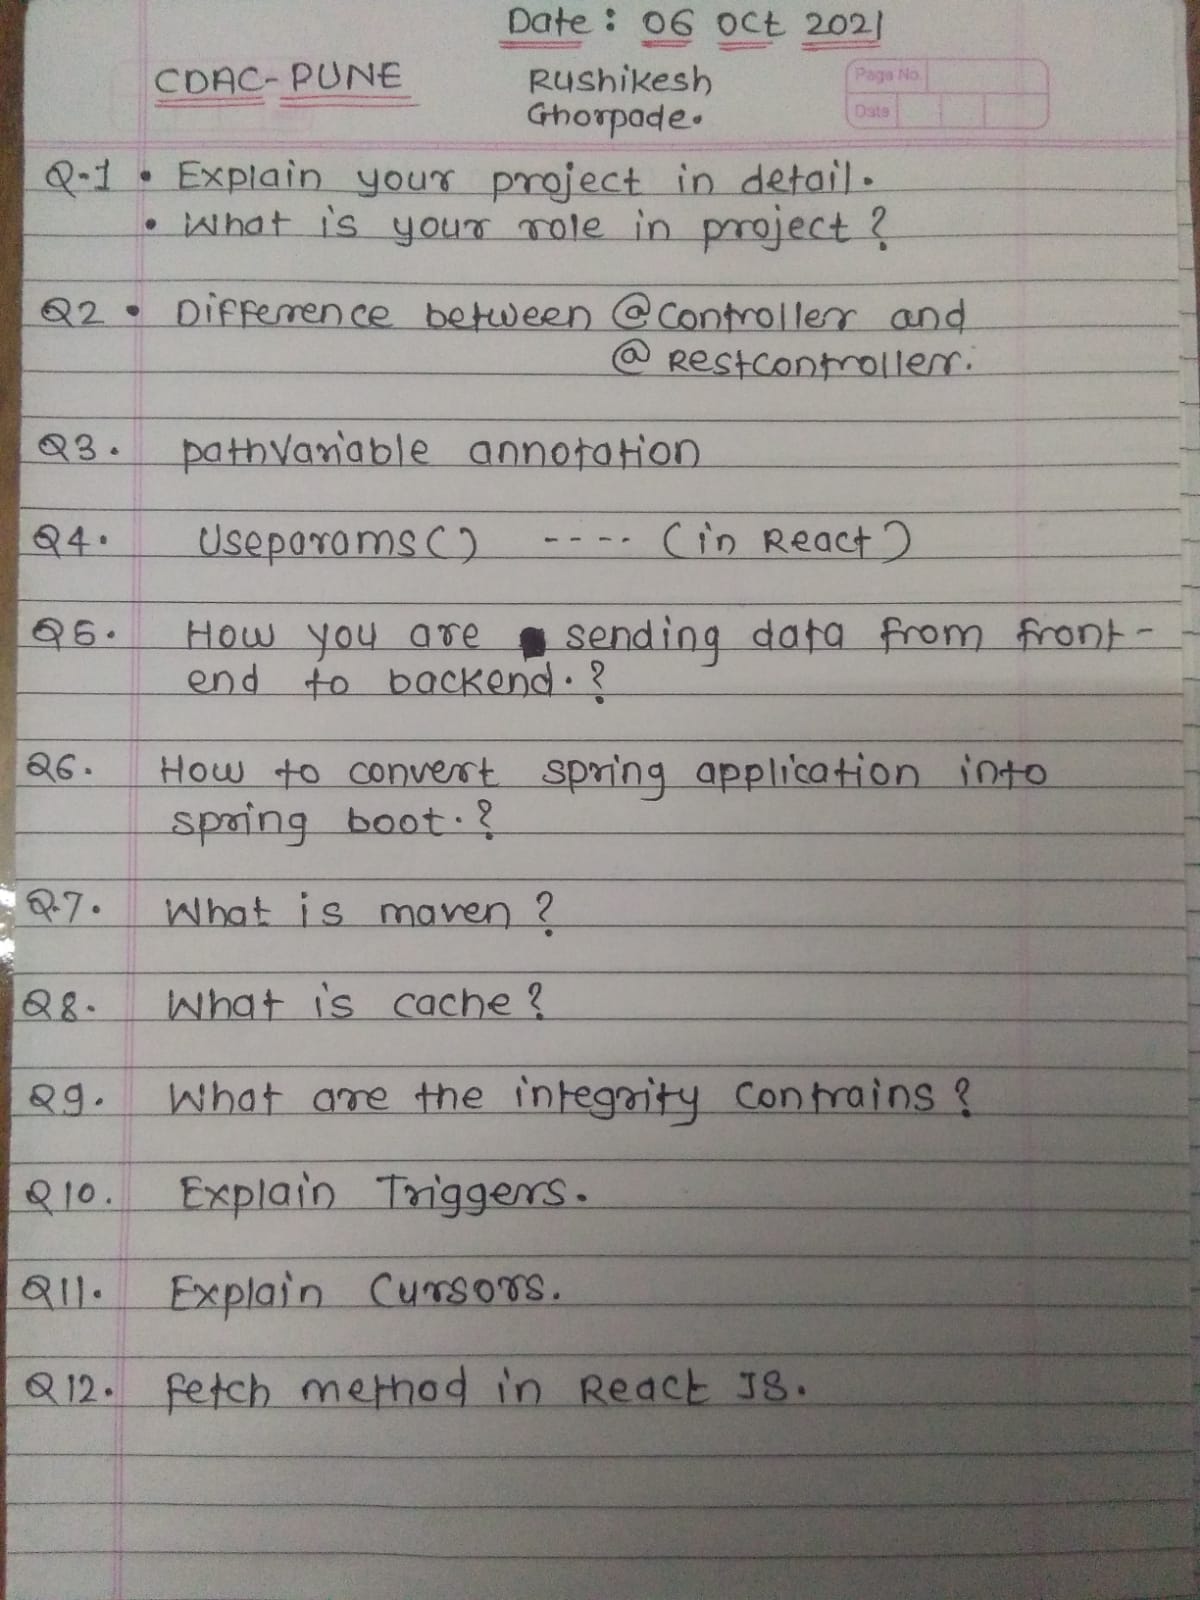 Date : 06 Oct 2021
CDAC-PUNE
Rushikesh
Ghorpade.
Page No.
Date
Q-1 • Explain your project in detail.
• What is your role in project ?
Q2 • Difference between @controller and
@ Restcontroller.
Q3. pathvariable annotation
Q4. Useparams() ---- (in React)
Q5. How you are sending data from front-
end to backend. ?
Q6. How to convert spring application into
spring boot. ?
Q.7. What is maven ?
Q8. What is cache ?
Q9. What are the integrity contrains ?
Q10. Explain Triggers.
Q11. Explain Cursors.
Q12. Fetch method in React JS.